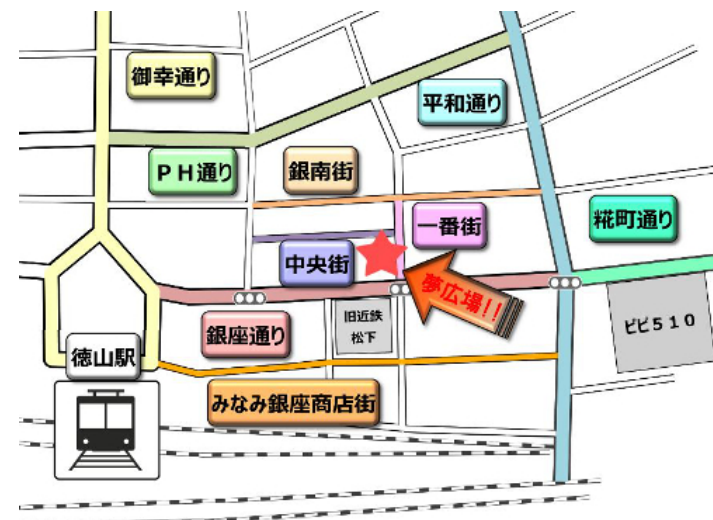 御幸通り
平和通り
ＰＨ通り
銀南街
一番街
糀町通り
中央街
夢広場!!
旧近鉄
松下
ピピ５１０
銀座通り
徳山駅
みなみ銀座商店街